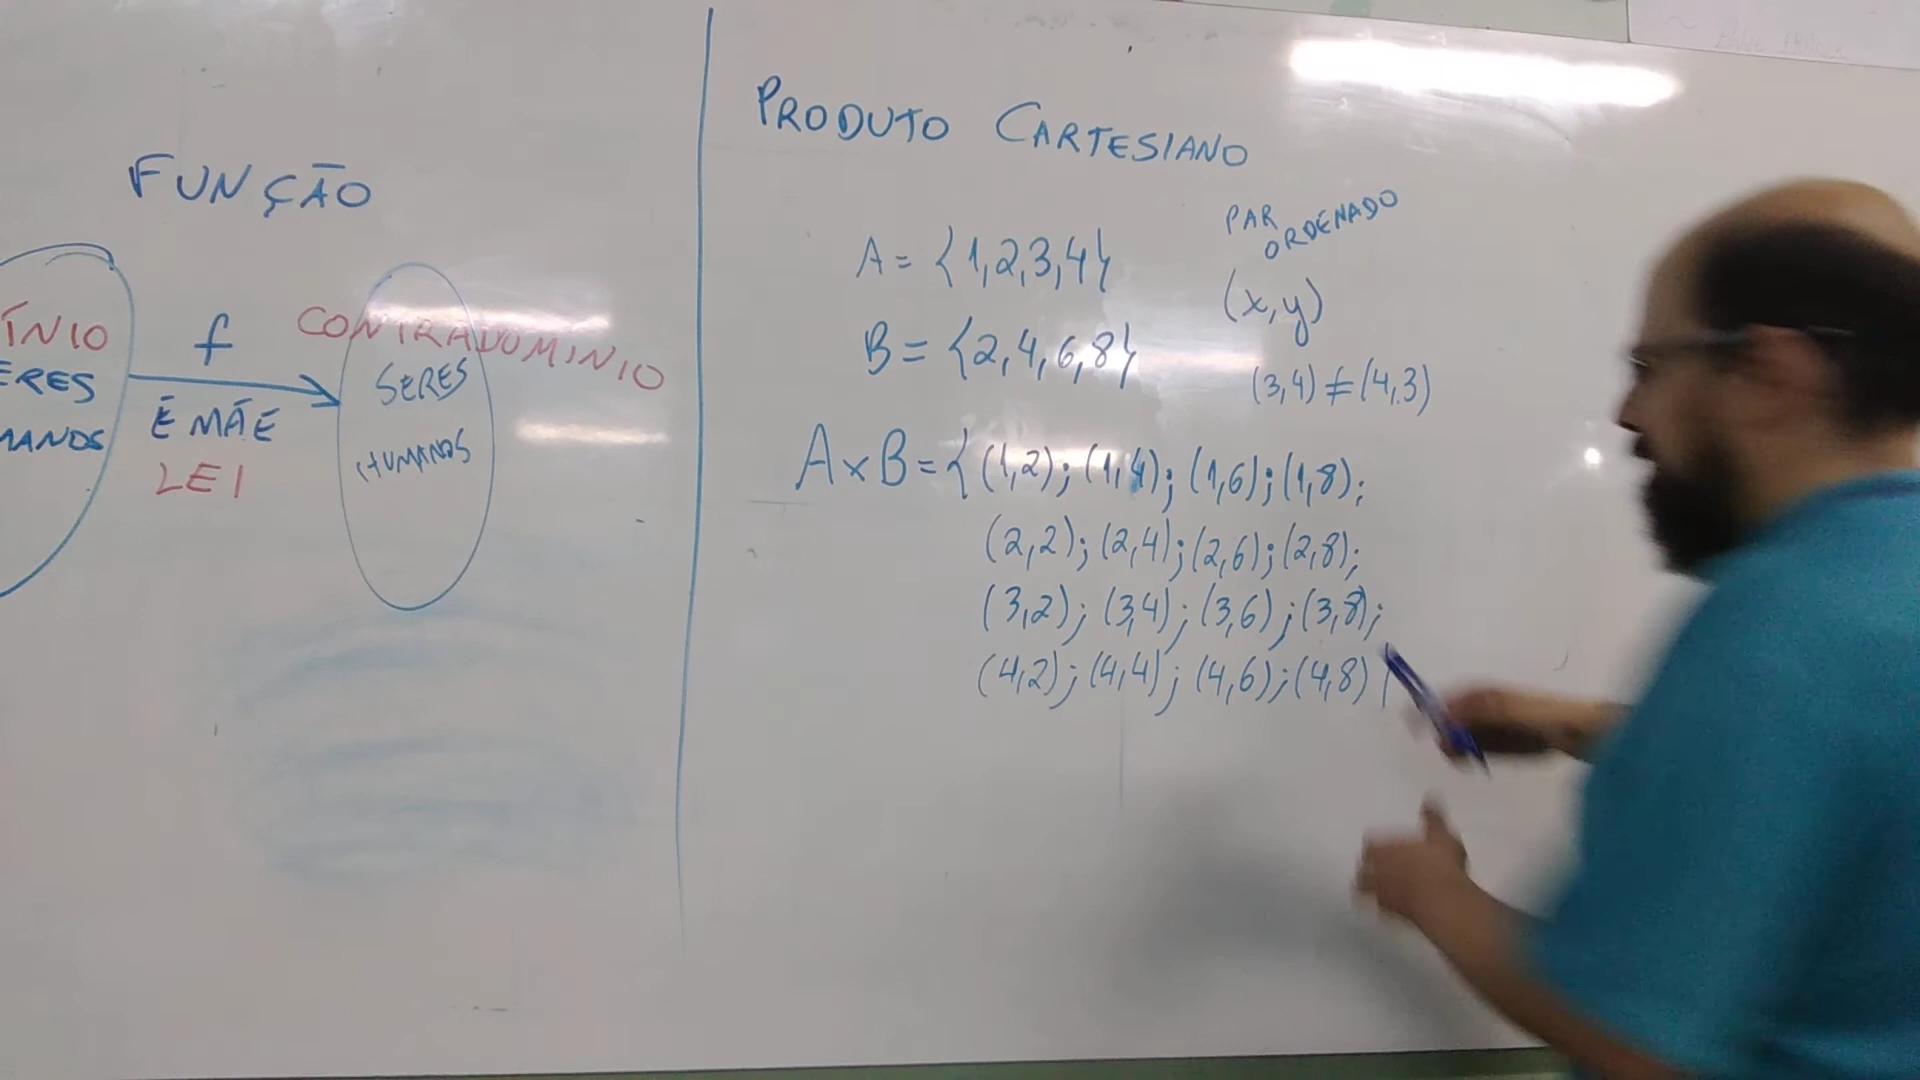 FUNÇÃO
ÍNIO
ERES
MANOS
f
É MÃE
LEI
CONTRADOMÍNIO
SERES
HUMANOS
PRODUTO CARTESIANO
A = {1,2,3,4}
B = {2,4,6,8}
PAR
ORDENADO
(x,y)
(3,4) ≠ (4,3)
A x B = { (1,2); (1,4); (1,6); (1,8);
(2,2); (2,4); (2,6); (2,8);
(3,2); (3,4); (3,6); (3,8);
(4,2); (4,4); (4,6); (4,8)